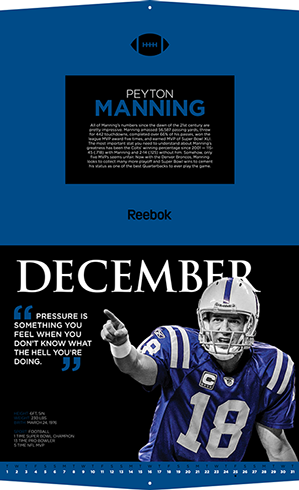 PEYTON
MANNING
All of Manning's numbers since the dawn of the 21st century are
pretty impressive: Manning amassed 56,587 passing yards, threw
for 442 touchdowns, completed over 66% of his passes, won the
league MVP award five times, and earned MVP of Super Bowl XLI.
The most important stat you need to understand about Manning's
greatness has been the Colts' winning percentage since 2001 —
with Manning and 2-14 (.125) without him. Somehow, only
five MVPs seems unfair. Now with the Denver Broncos, Manning
looks to collect many more playoff and Super Bowl wins to cement
his status as one of the best Quarterbacks to ever play the game.
Reebok
DECEMBER
“ PRESSURE IS
SOMETHING YOU
FEEL WHEN YOU
DON'T KNOW WHAT
THE HELL YOU'RE
DOING. ”
C
18
HEIGHT: 6FT, 5IN
WEIGHT: 230 LBS
BIRTH: MARCH 24, 1976
SPORT: FOOTBALL
1 TIME SUPER BOWL CHAMPION
TIME PRO BOWLER
TIME NFL MVP
1 2 3 4 5 6 7 8 9 10 11 12 13 14 15 16 17 18 19 20 21 22 23 24 25 26 27 28 29 30 31